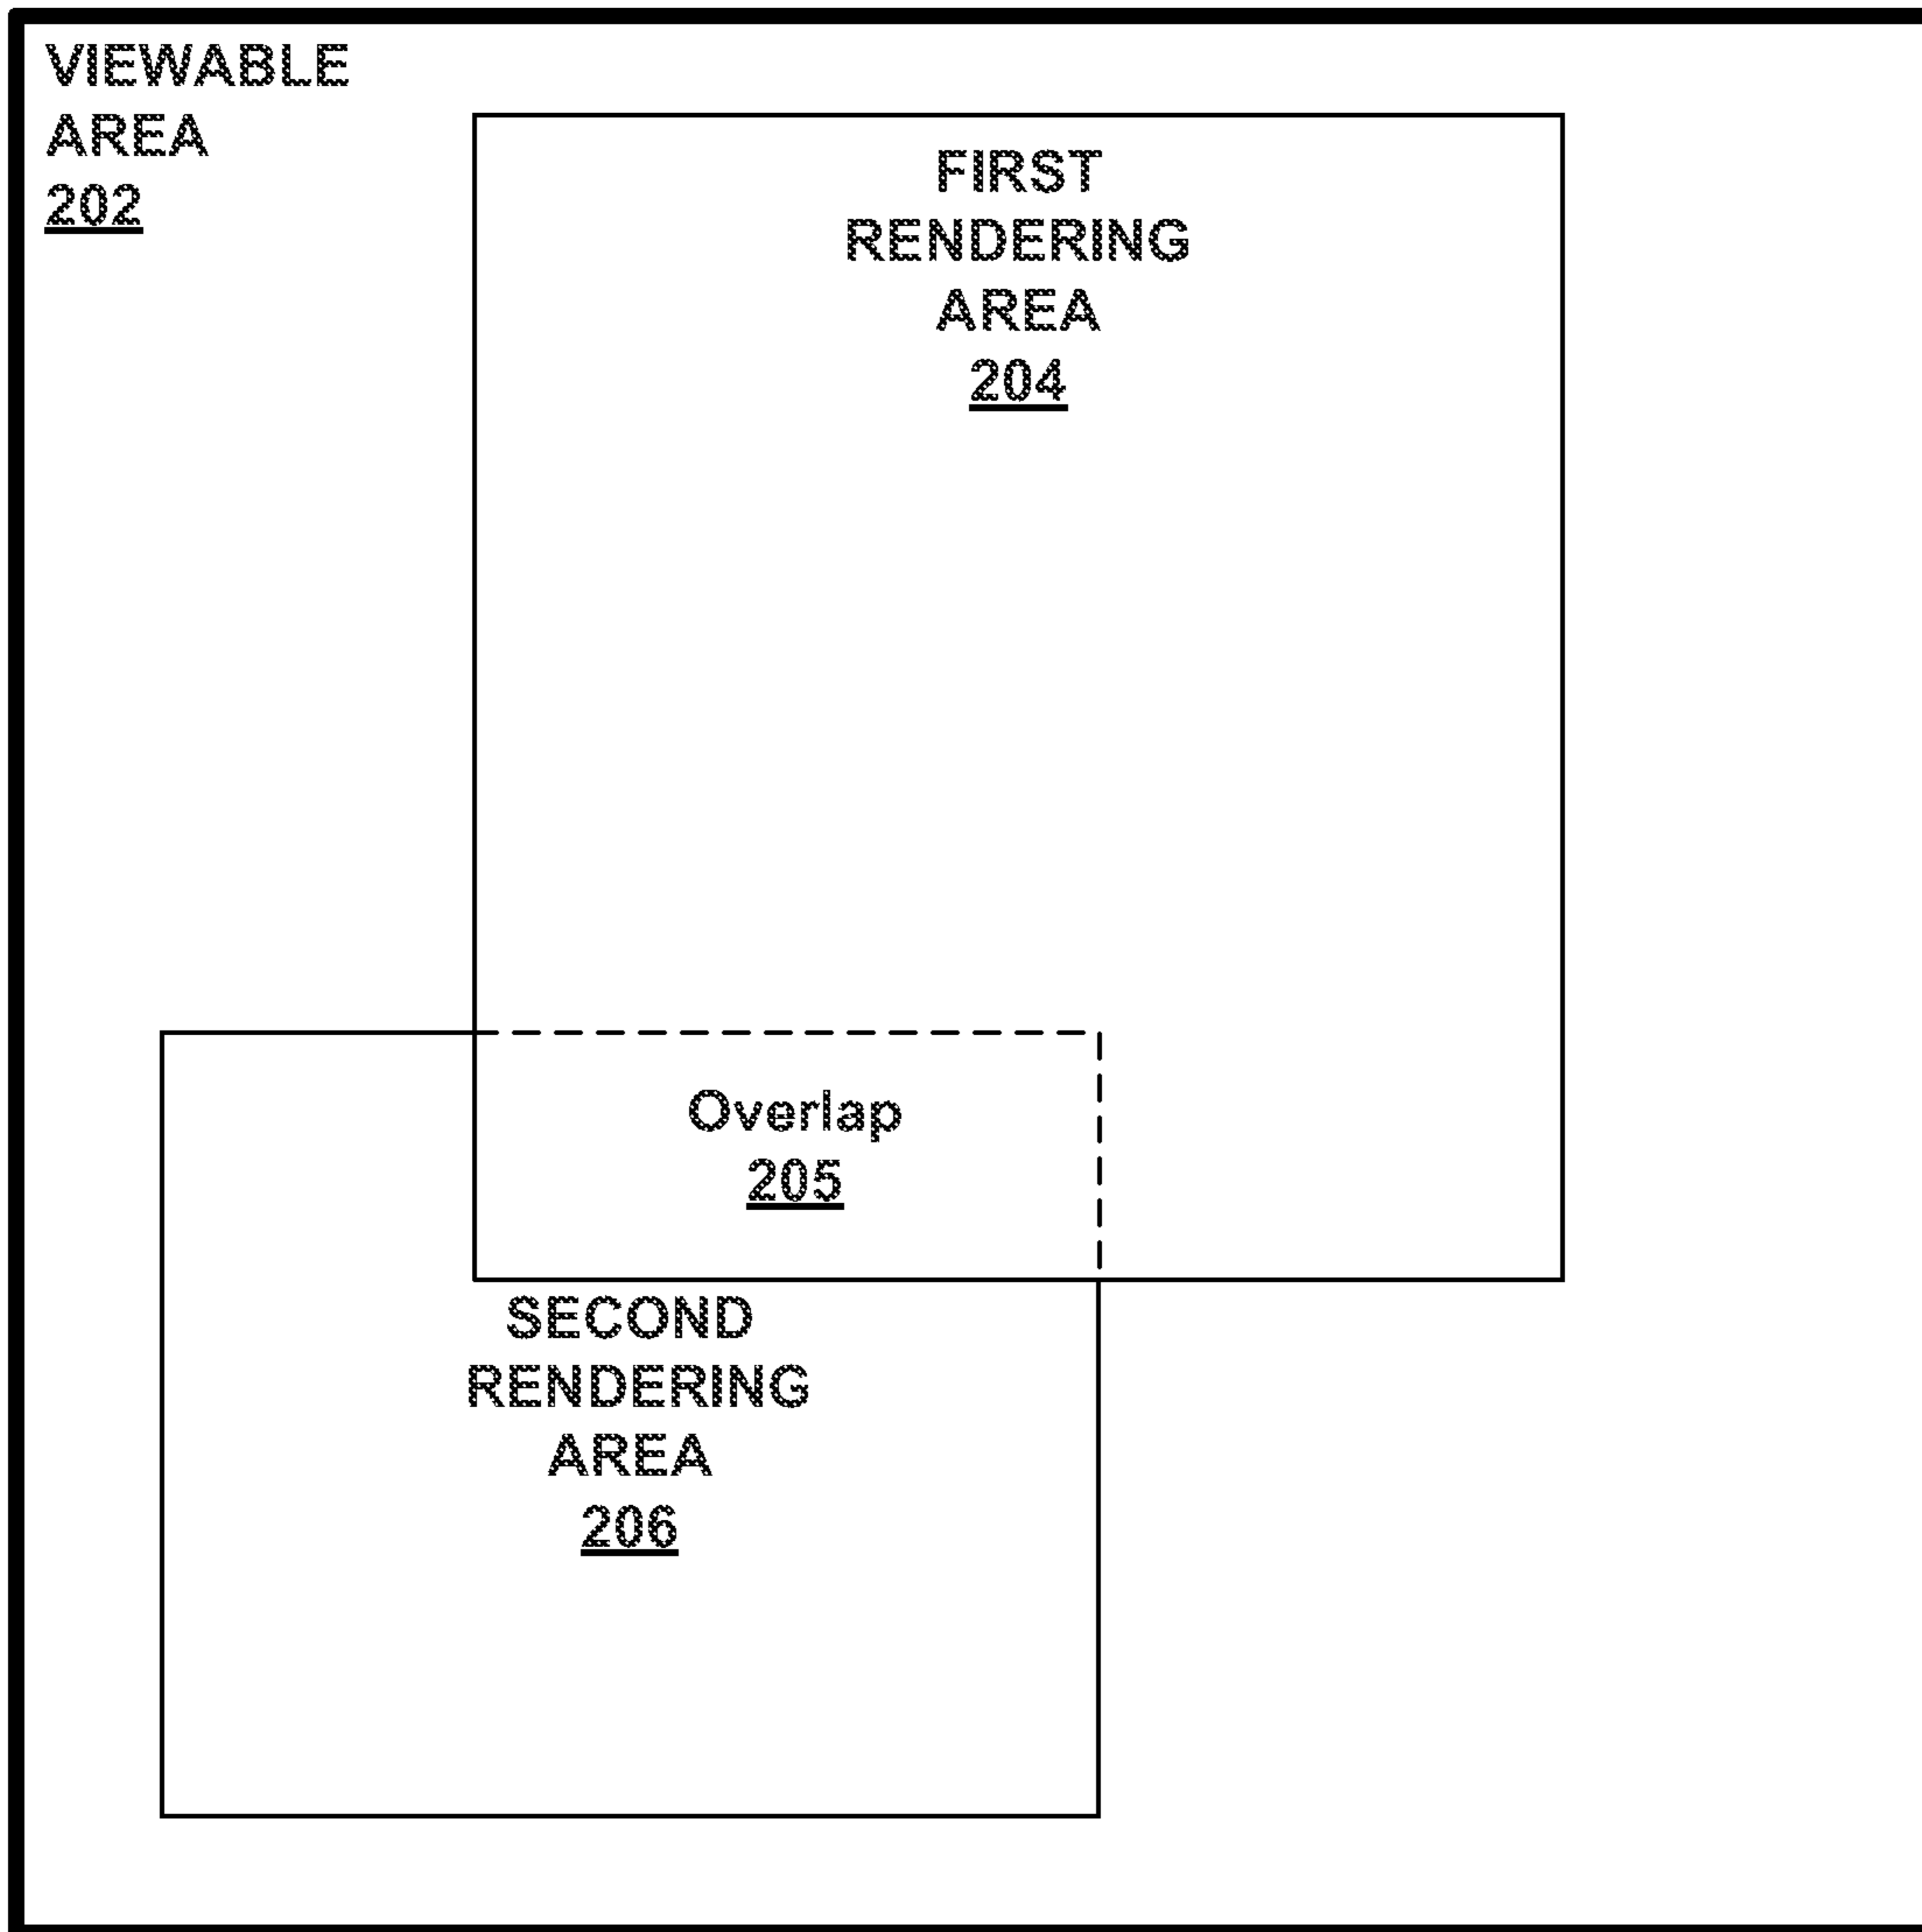 VIEWABLE
AREA
202
FIRST
RENDERING
AREA
204
Overlap
205
SECOND
RENDERING
AREA
206